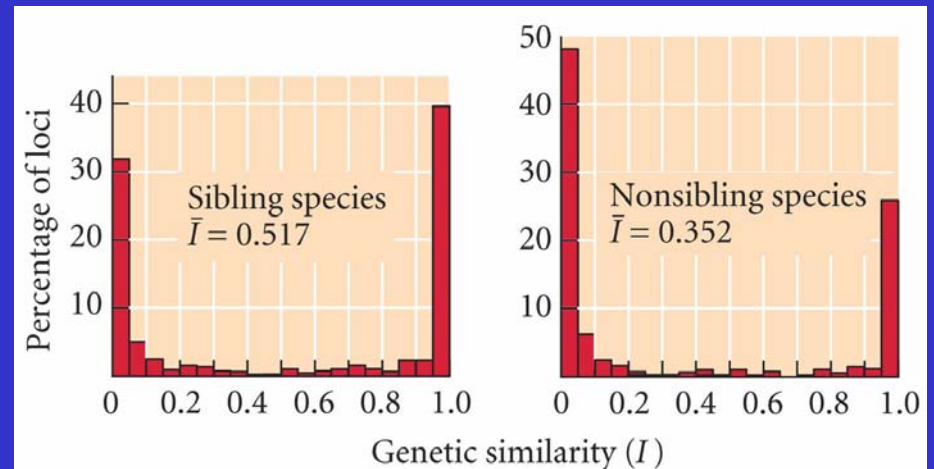 Percentage of loci
40
30
20
10
Sibling species
Ī = 0.517
0 0.2 0.4 0.6 0.8 1.0
50
40
30
20
10
Nonsibling species
Ī = 0.352
0 0.2 0.4 0.6 0.8 1.0
Genetic similarity (I)